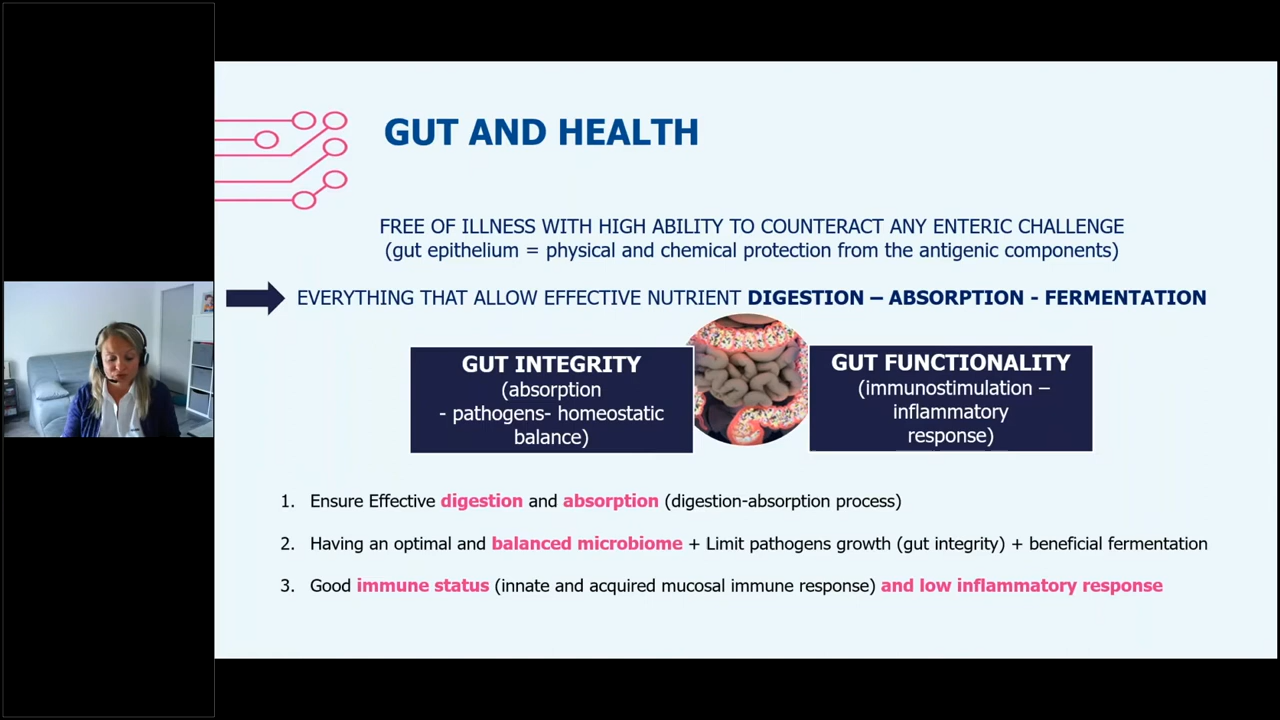 GUT AND HEALTH
FREE OF ILLNESS WITH HIGH ABILITY TO COUNTERACT ANY ENTERIC CHALLENGE
(gut epithelium = physical and chemical protection from the antigenic components)
EVERYTHING THAT ALLOW EFFECTIVE NUTRIENT DIGESTION – ABSORPTION - FERMENTATION
GUT INTEGRITY
(absorption
- pathogens- homeostatic
balance)
GUT FUNCTIONALITY
(immunostimulation –
inflammatory
response)
1. Ensure Effective digestion and absorption (digestion-absorption process)
2. Having an optimal and balanced microbiome + Limit pathogens growth (gut integrity) + beneficial fermentation
3. Good immune status (innate and acquired mucosal immune response) and low inflammatory response